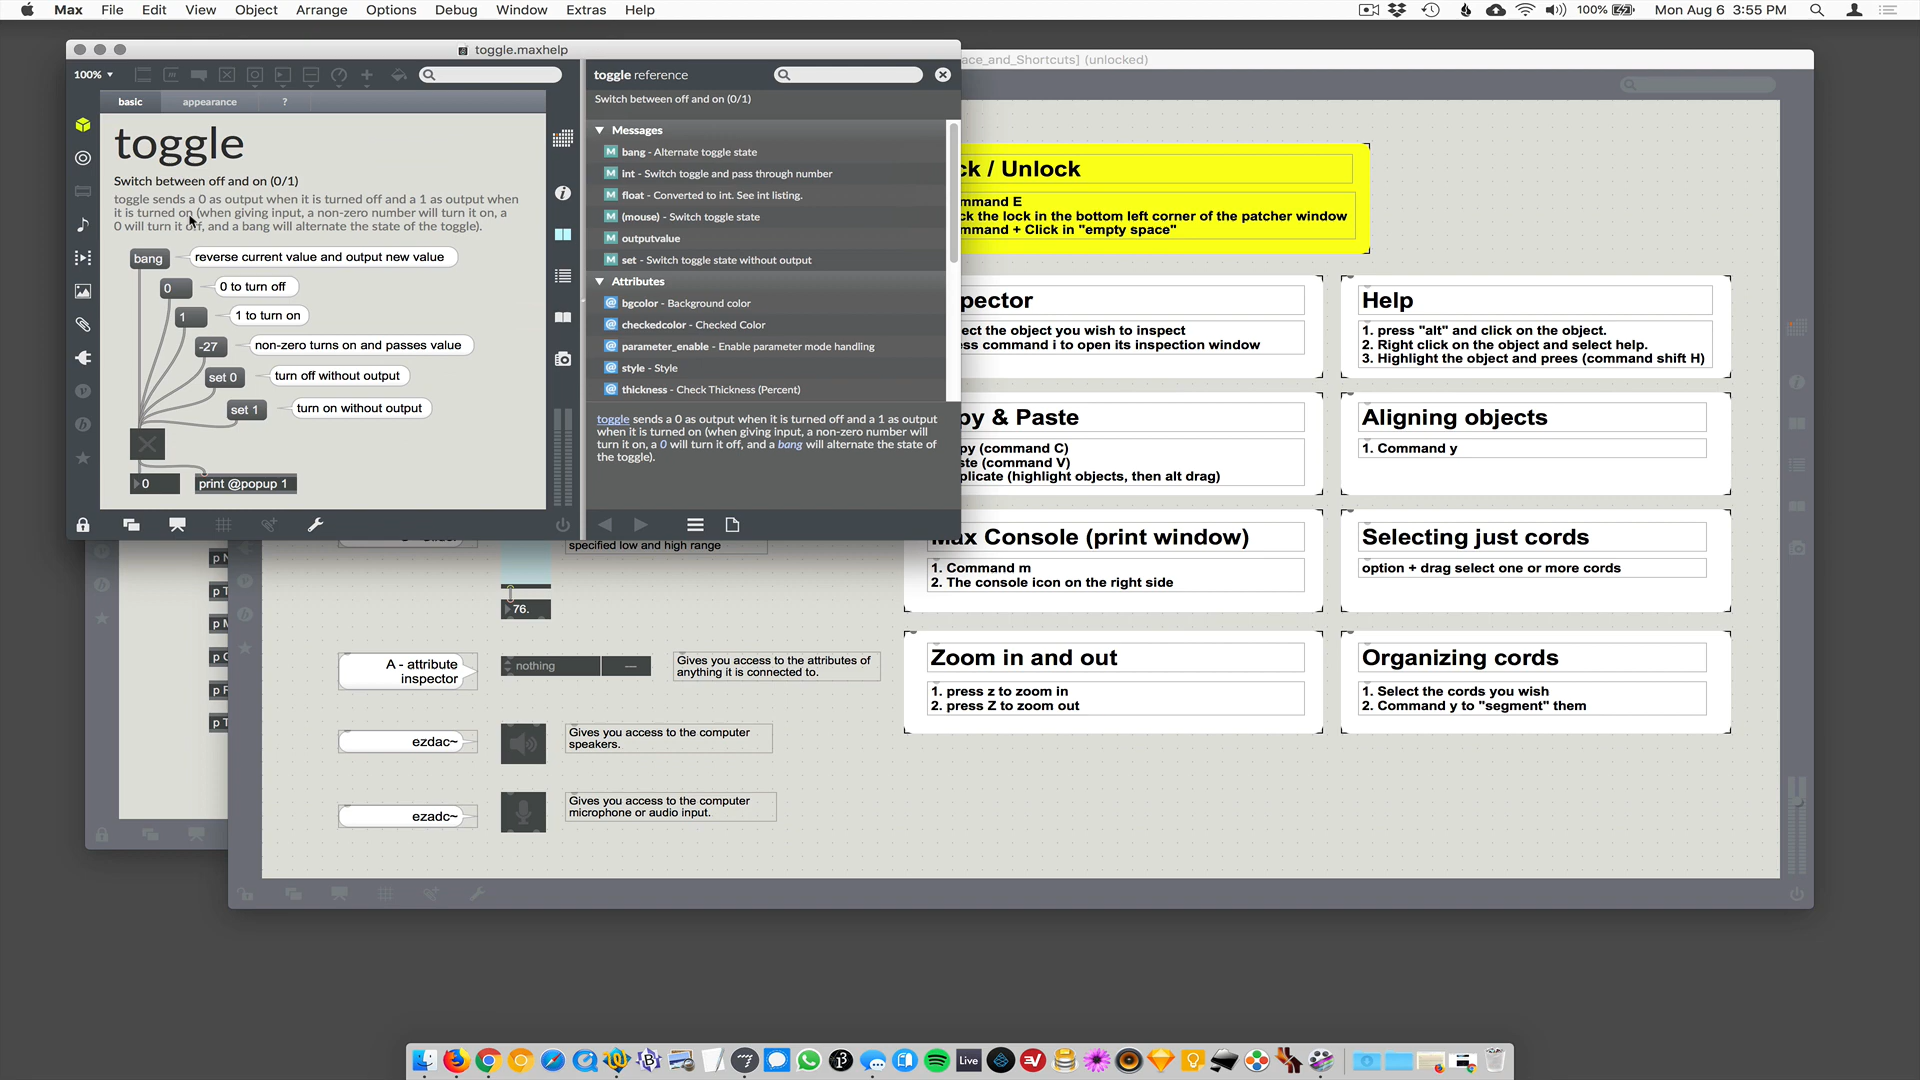 Max File Edit View Object Arrange Options Debug Window Extras Help
100% Mon Aug 6 3:55 PM
toggle.maxhelp
100%
basic appearance ?
toggle
Switch between off and on (0/1)
toggle sends a 0 as output when it is turned off and a 1 as output when
it is turned on (when giving input, a non-zero number will turn it on, a
0 will turn it off, and a bang will alternate the state of the toggle).
bang reverse current value and output new value
0 0 to turn off
1 1 to turn on
-27 non-zero turns on and passes value
set 0 turn off without output
set 1 turn on without output
0 print @popup 1
toggle reference
Switch between off and on (0/1)
Messages
M bang - Alternate toggle state
M int - Switch toggle and pass through number
M float - Converted to int. See int listing.
M (mouse) - Switch toggle state
M outputvalue
M set - Switch toggle state without output
Attributes
@ bgcolor - Background color
@ checkedcolor - Checked Color
@ parameter_enable - Enable parameter mode handling
@ style - Style
@ thickness - Check Thickness (Percent)
toggle sends a 0 as output when it is turned off and a 1 as output
when it is turned on (when giving input, a non-zero number will
turn it on, a 0 will turn it off, and a bang will alternate the state of
the toggle).
ace_and_Shortcuts] (unlocked)
ck / Unlock
mmand E
ck the lock in the bottom left corner of the patcher window
mmand + Click in "empty space"
pector
ect the object you wish to inspect
ess command i to open its inspection window
Help
1. press "alt" and click on the object.
2. Right click on the object and select help.
3. Highlight the object and prees (command shift H)
py & Paste
py (command C)
ste (command V)
plicate (highlight objects, then alt drag)
Aligning objects
1. Command y
Max Console (print window)
1. Command m
2. The console icon on the right side
Selecting just cords
option + drag select one or more cords
Zoom in and out
1. press z to zoom in
2. press Z to zoom out
Organizing cords
1. Select the cords you wish
2. Command y to "segment" them
specified low and high range
76.
A - attribute
inspector
nothing
Gives you access to the attributes of
anything it is connected to.
ezdac~
Gives you access to the computer
speakers.
ezadc~
Gives you access to the computer
microphone or audio input.
p N
p T
p M
p C
p F
p T
Live